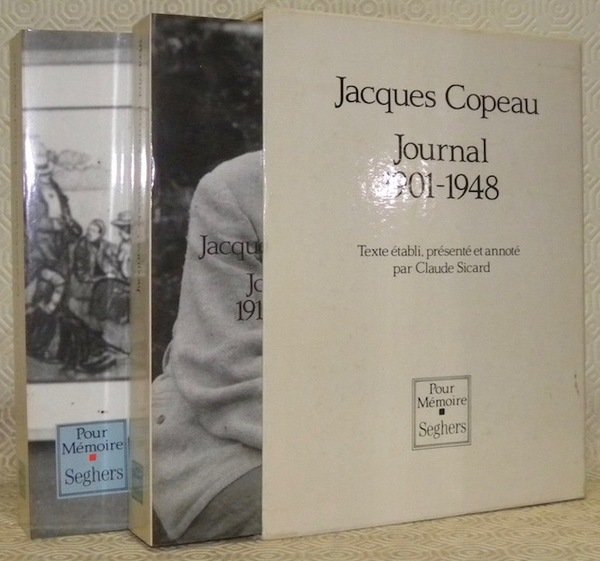 Jacques Copeau
Journal
1901-1948
Texte établi, présenté et annoté
par Claude Sicard
Pour
Mémoire
Seghers
Pour
Mémoire
Seghers